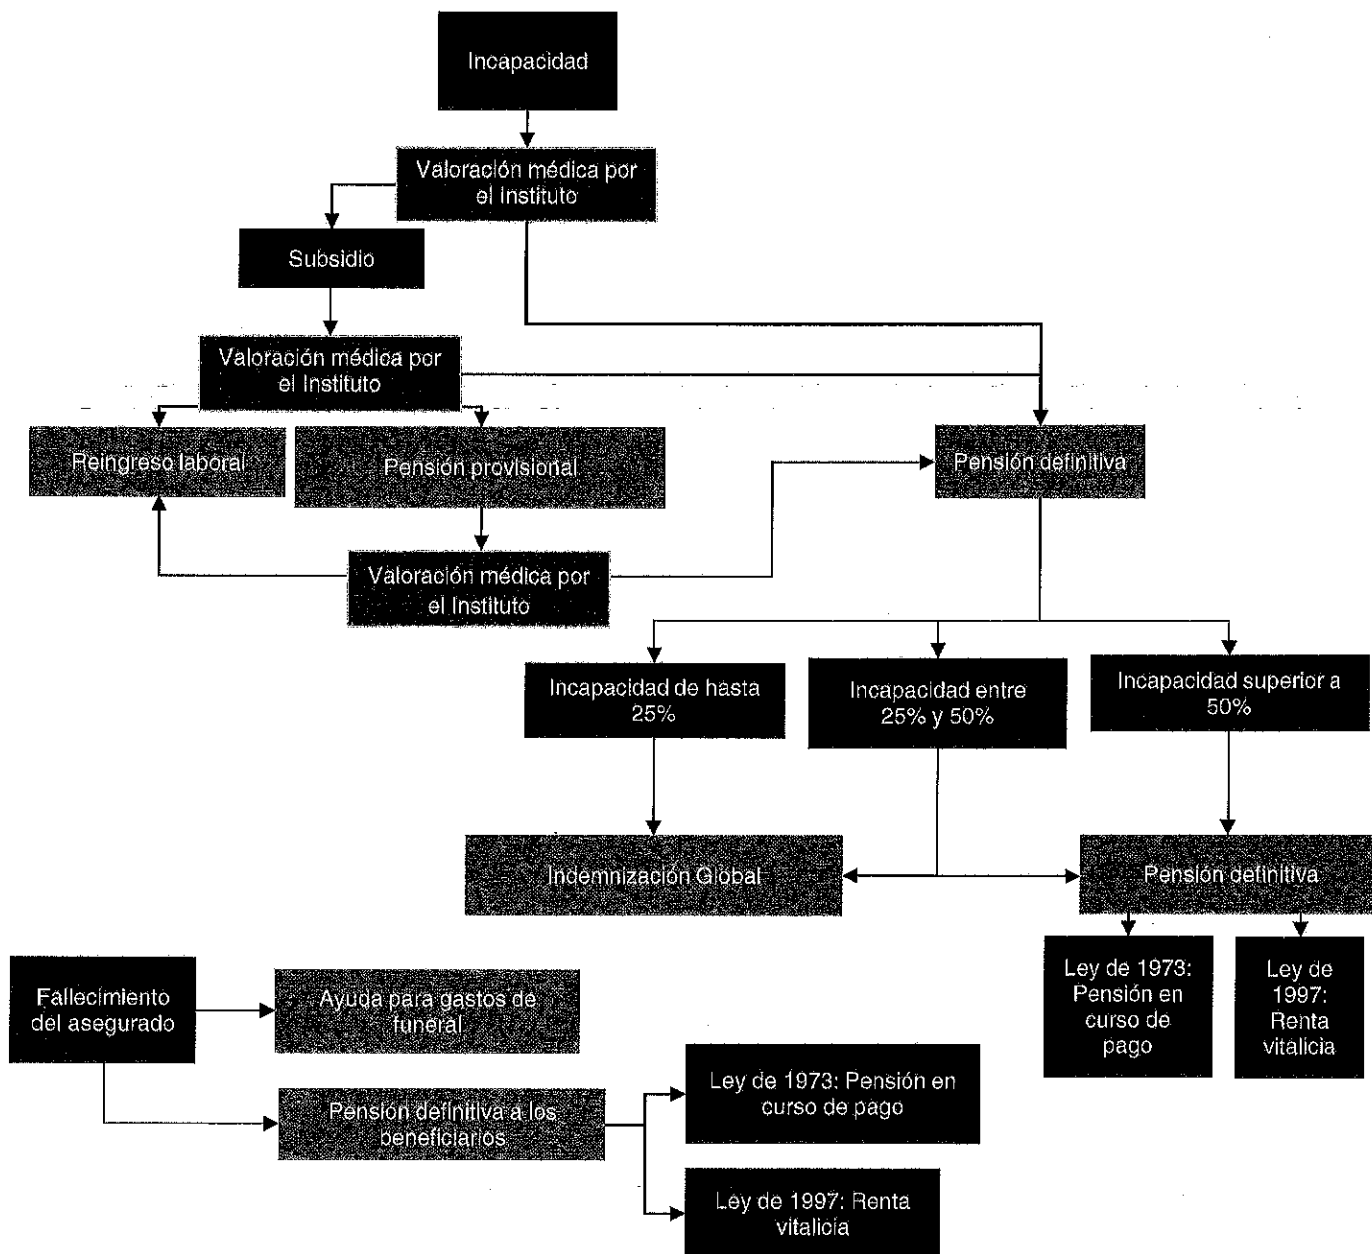 Incapacidad
Valoración médica por
el Instituto
Subsidio
Valoración médica por
el Instituto
Reingreso laboral
Pensión provisional
Pensión definitiva
Valoración médica por
el Instituto
Incapacidad de hasta
25%
Incapacidad entre
25% y 50%
Incapacidad superior a
50%
Indemnización Global
Pensión definitiva
Ley de 1973:
Pensión en
curso de
pago
Ley de
1997:
Renta
vitalicia
Fallecimiento
del asegurado
Ayuda para gastos de
funeral
Pensión definitiva a los
beneficiarios
Ley de 1973: Pensión en
curso de pago
Ley de 1997: Renta
vitalicia